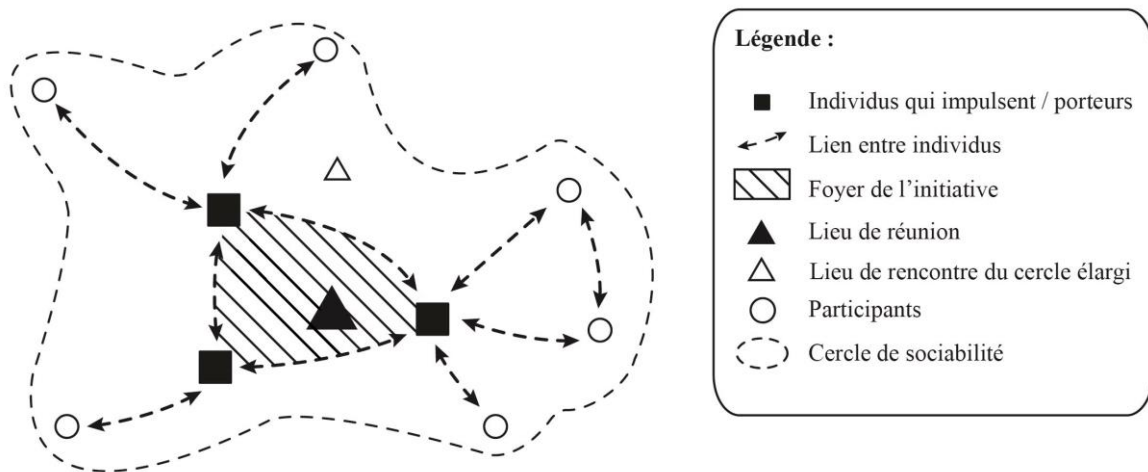 Légende :
Individus qui impulsent / porteurs
Lien entre individus
Foyer de l’initiative
Lieu de réunion
Lieu de rencontre du cercle élargi
Participants
Cercle de sociabilité